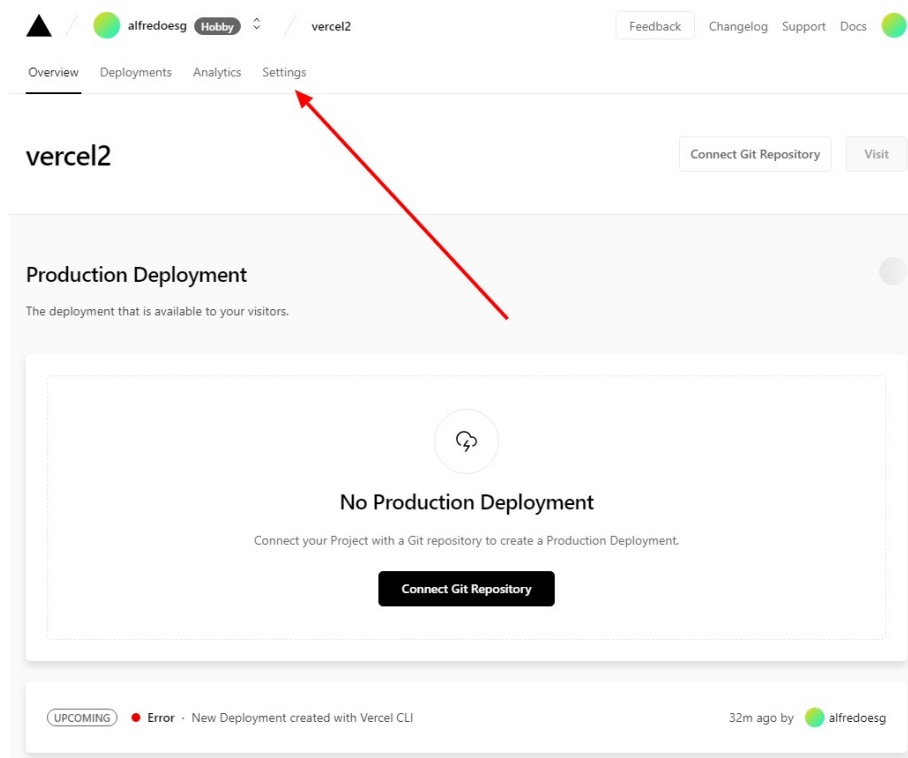 alfredoesg Hobby vercel2 Feedback Changelog Support Docs
Overview Deployments Analytics Settings
vercel2 Connect Git Repository Visit
Production Deployment
The deployment that is available to your visitors.
No Production Deployment
Connect your Project with a Git repository to create a Production Deployment.
Connect Git Repository
UPCOMING Error · New Deployment created with Vercel CLI 32m ago by alfredoesg